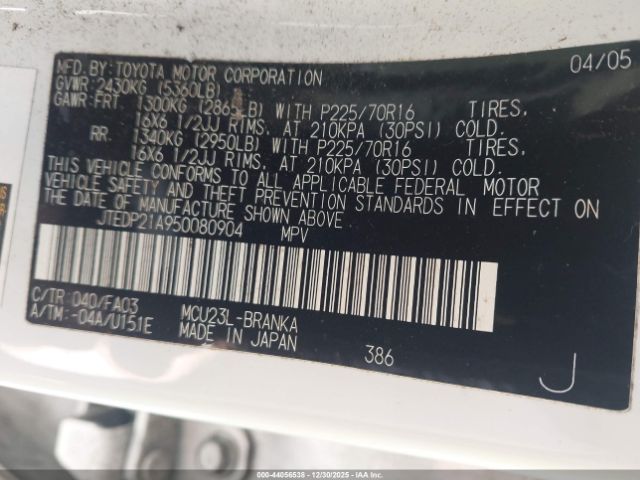 MFD. BY: TOYOTA MOTOR CORPORATION 04/05
GVWR: 2430KG (5360LB)
GAWR: FRT. 1300KG (2865LB) WITH P225/70R16 TIRES,
16X6 1/2JJ RIMS, AT 210KPA (30PSI) COLD.
RR. 1340KG (2950LB) WITH P225/70R16 TIRES,
16X6 1/2JJ RIMS, AT 210KPA (30PSI) COLD.
THIS VEHICLE CONFORMS TO ALL APPLICABLE FEDERAL MOTOR
VEHICLE SAFETY AND THEFT PREVENTION STANDARDS IN EFFECT ON
THE DATE OF MANUFACTURE SHOWN ABOVE
JTEDP21A950080904 MPV
C/TR: 040/FA03 MCU23L-BRANKA
A/TM: -04A/U151E MADE IN JAPAN
386
J
000-44056538 - 12/30/2025 - IAA